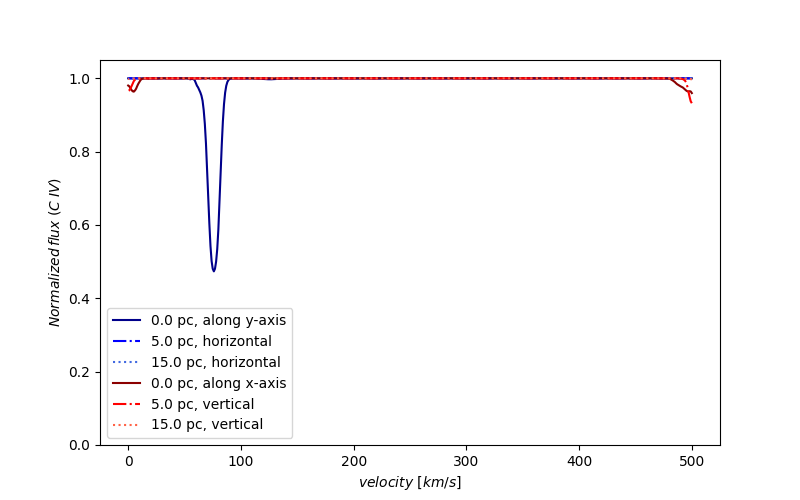 1.0
0.8
0.6
0.4
0.2
0.0
Normalized flux (C IV)
0.0 pc, along y-axis
5.0 pc, horizontal
15.0 pc, horizontal
0.0 pc, along x-axis
5.0 pc, vertical
15.0 pc, vertical
0 100 200 300 400 500
velocity [km/s]